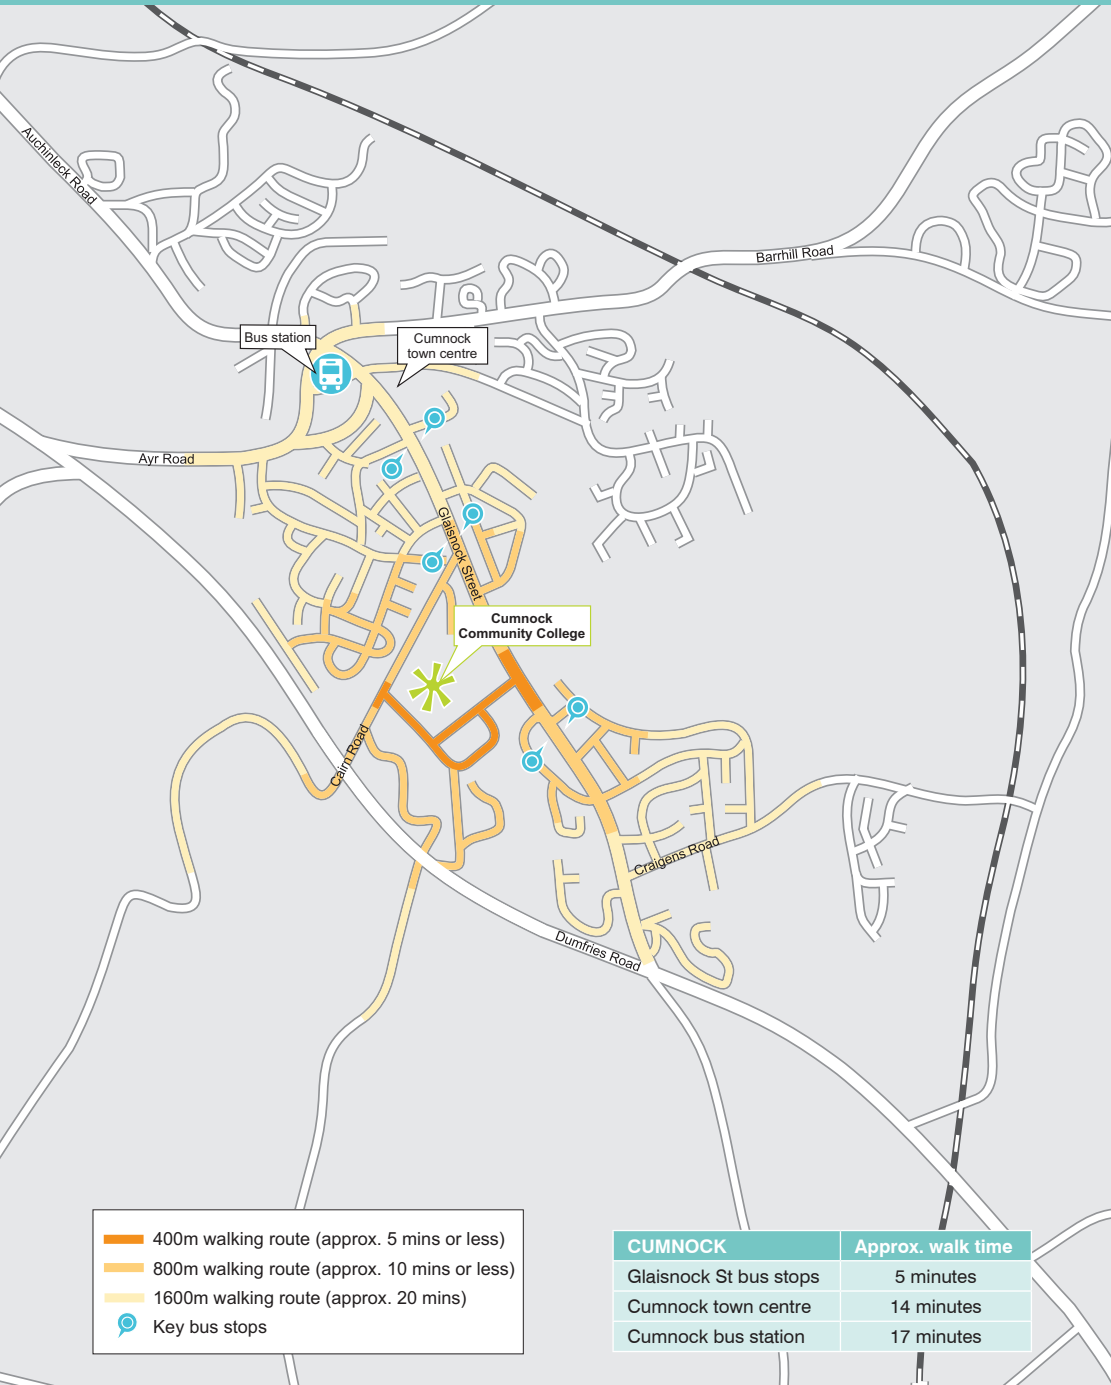 Auchinleck Road
Barrhill Road
Bus station
Cumnock
town centre
Ayr Road
Glaisnock Street
Cumnock
Community College
Cairn Road
Craigens Road
Dumfries Road
400m walking route (approx. 5 mins or less)
800m walking route (approx. 10 mins or less)
1600m walking route (approx. 20 mins)
Key bus stops
CUMNOCK Approx. walk time
Glaisnock St bus stops 5 minutes
Cumnock town centre 14 minutes
Cumnock bus station 17 minutes